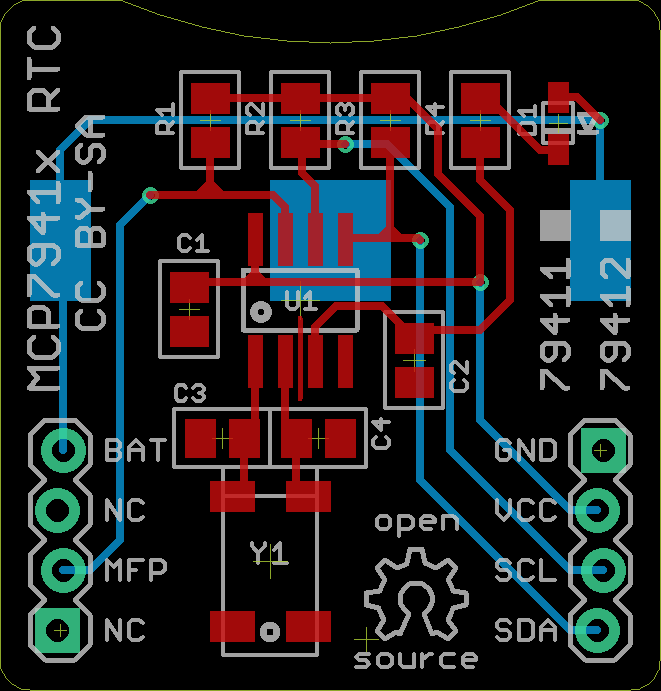 MCP7941x RTC
CC BY-SA
R1
R2
R3
R4
D1
C1
U1
79411
79412
C2
C3
C4
BAT
NC
MFP
NC
GND
VCC
SCL
SDA
Y1
open
source